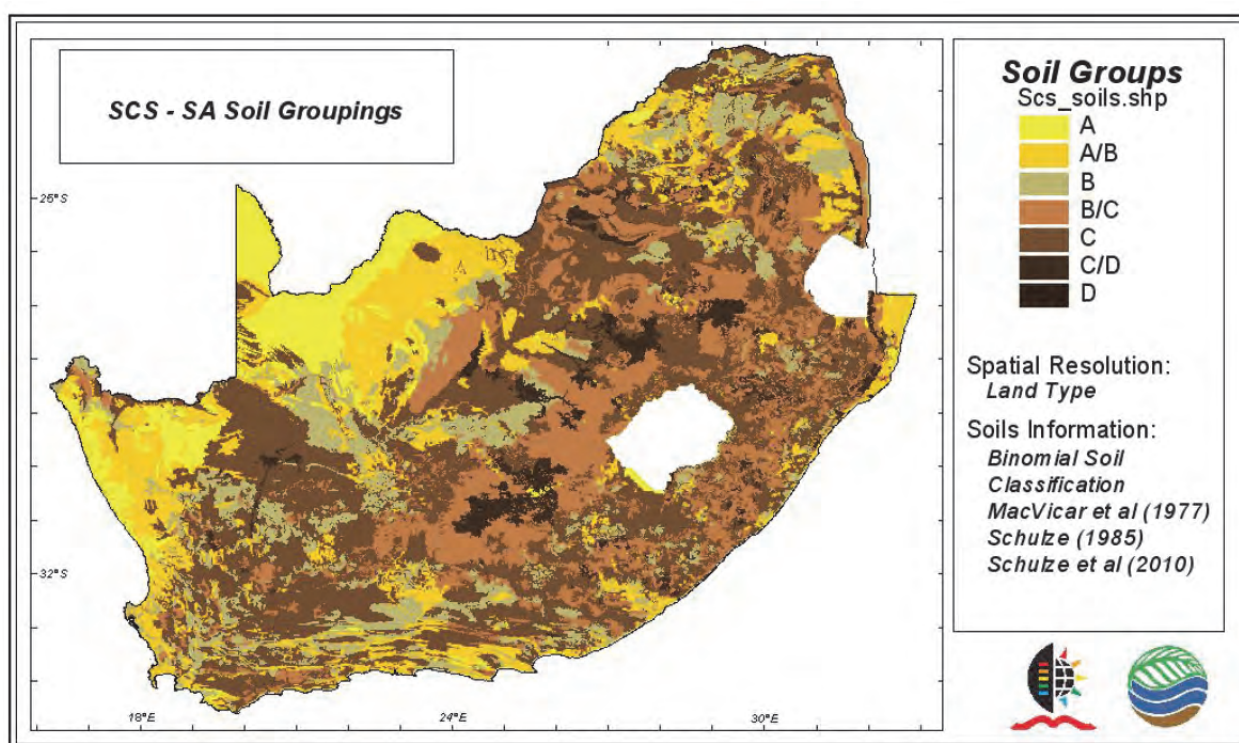 SCS - SA Soil Groupings
Soil Groups
Scs_soils.shp
A
A/B
B
B/C
C
C/D
D
Spatial Resolution:
Land Type
Soils Information:
Binomial Soil
Classification
MacVicar et al (1977)
Schulze (1985)
Schulze et al (2010)
26°S
32°S
18°E
24°E
30°E